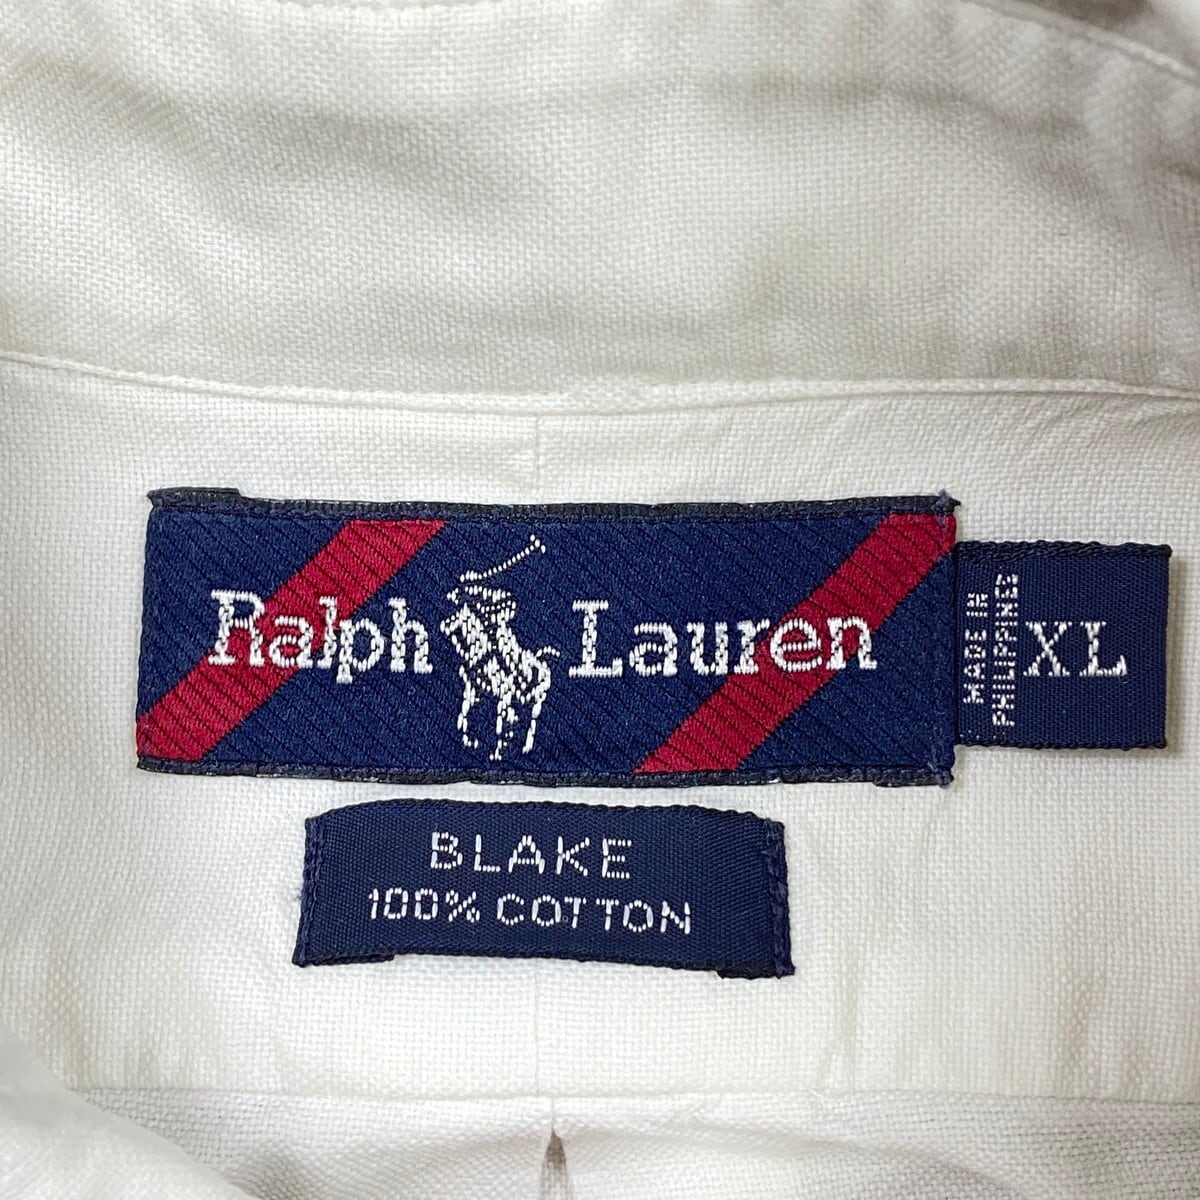 Ralph Lauren
MADE IN
PHILIPPINES
XL
BLAKE
100% COTTON